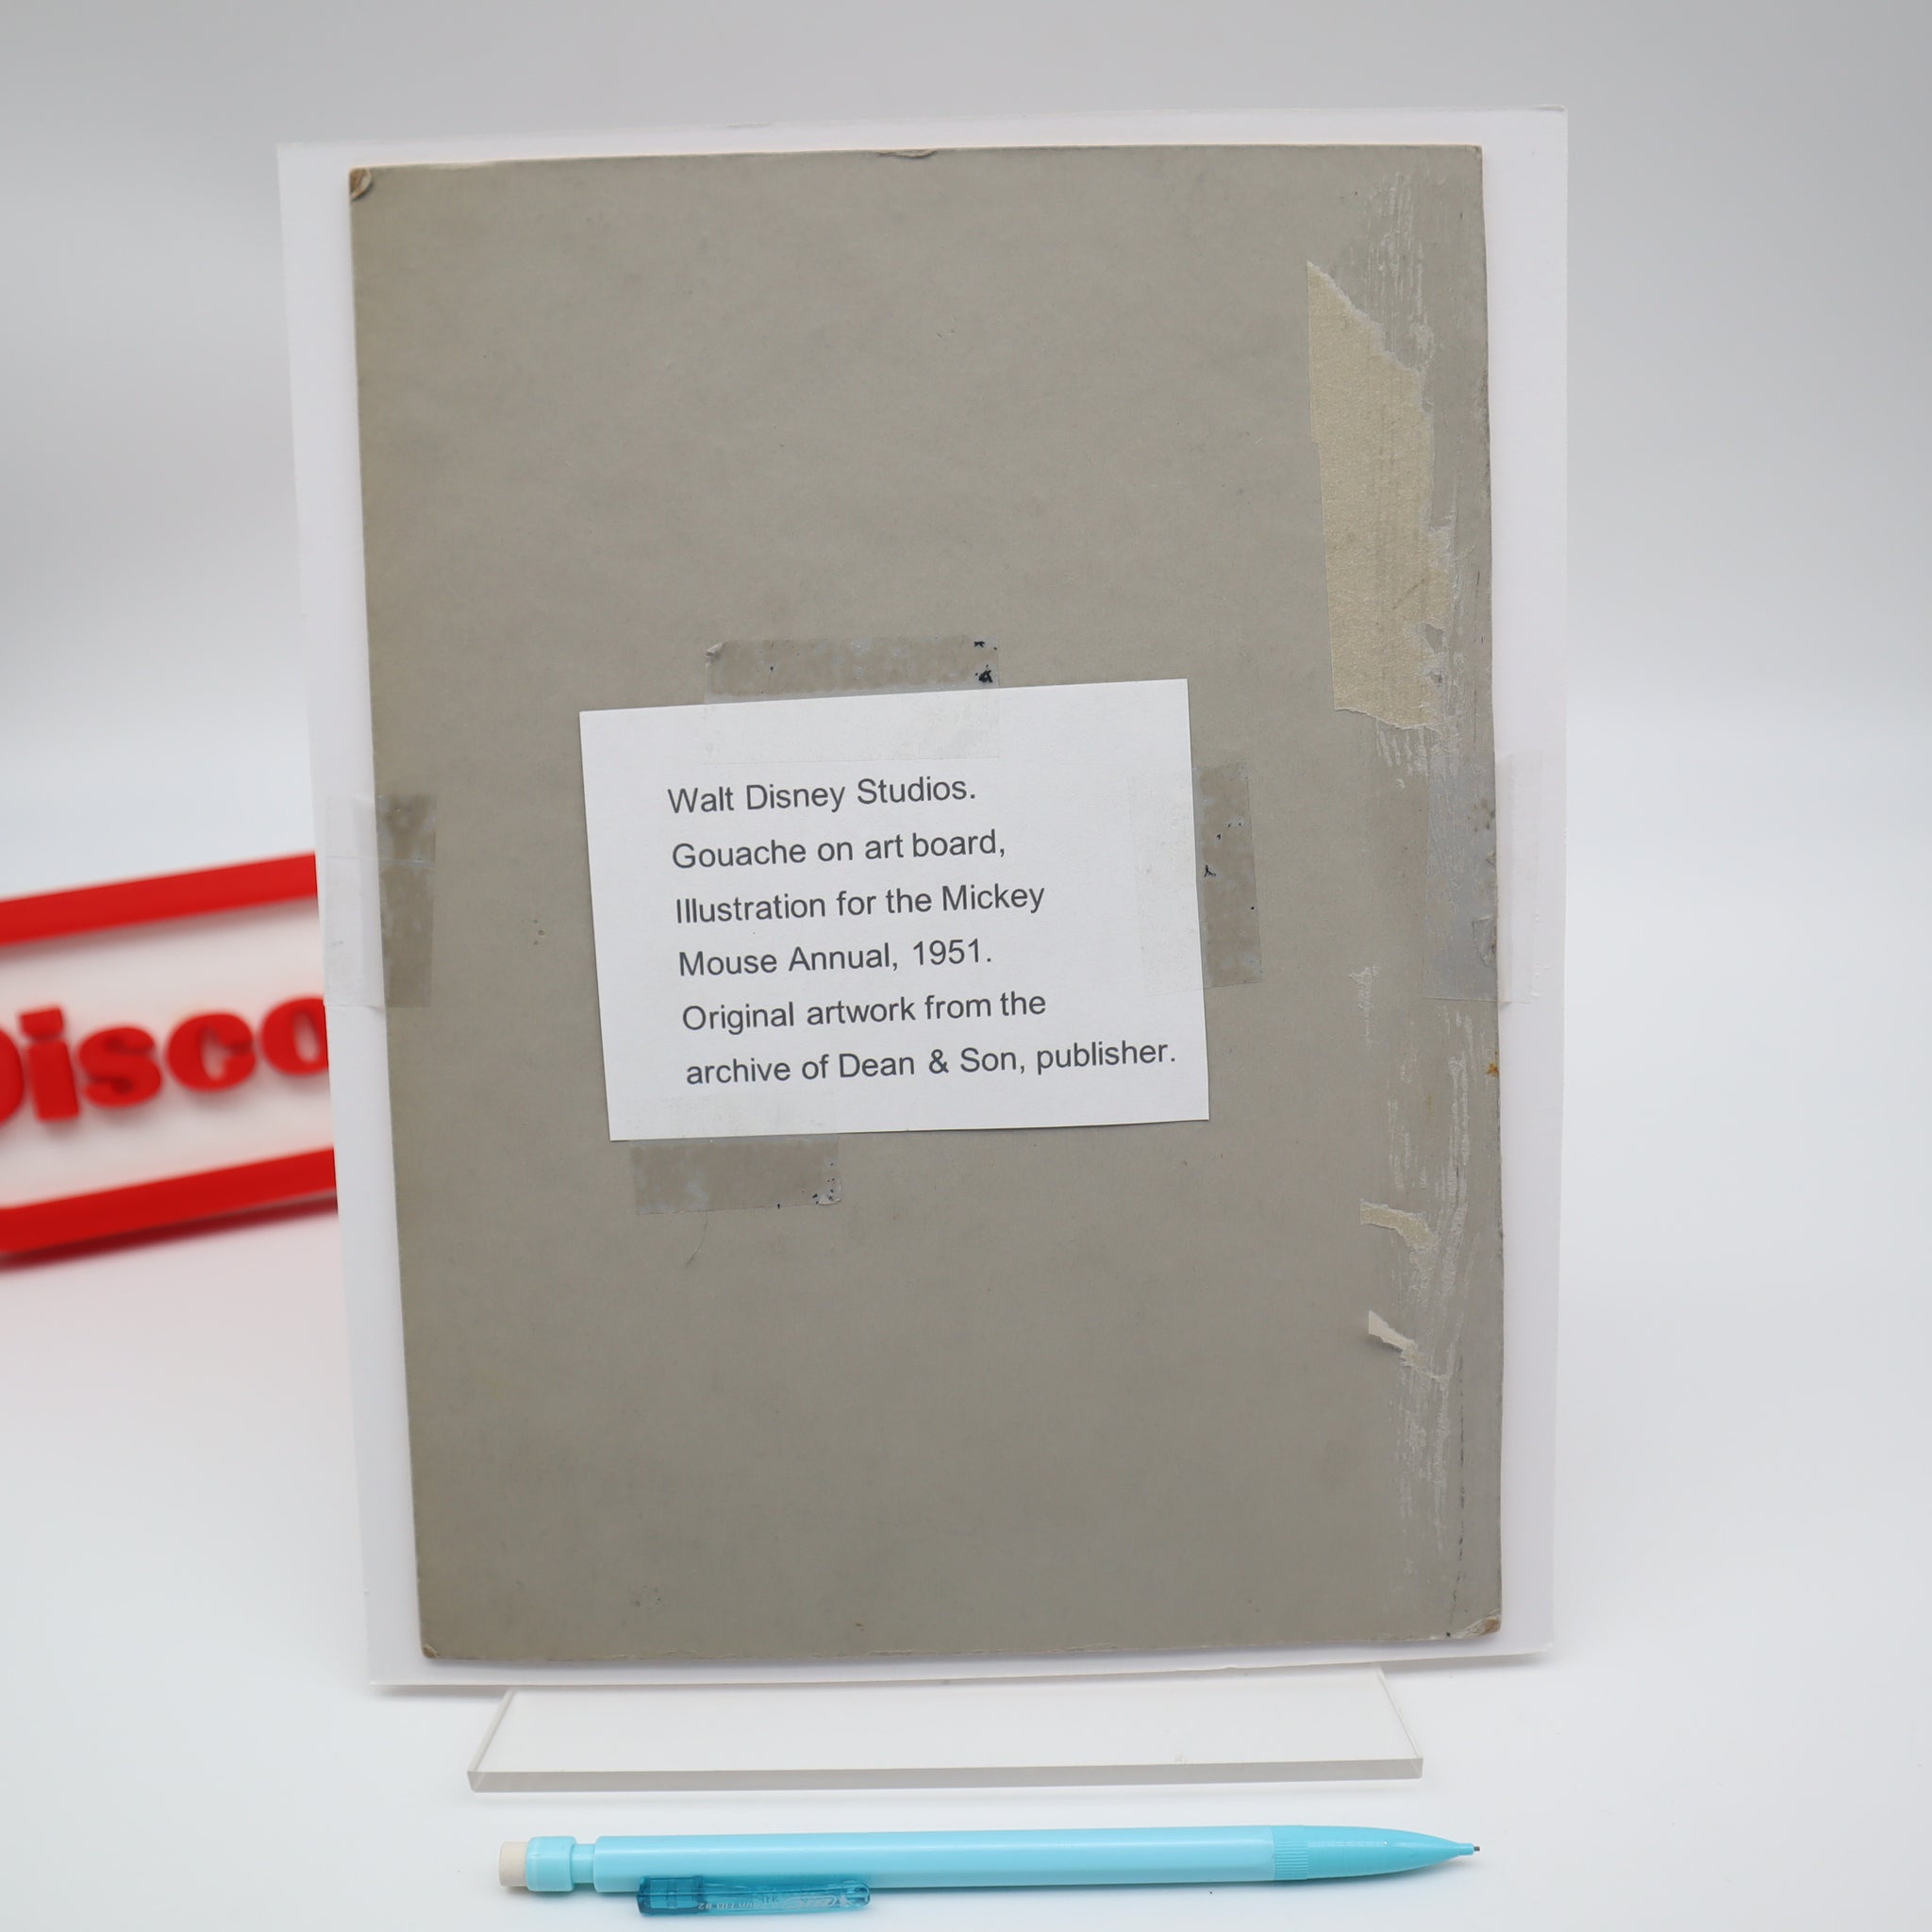 Walt Disney Studios.
Gouache on art board,
Illustration for the Mickey
Mouse Annual, 1951.
Original artwork from the
archive of Dean & Son, publisher.
Disco